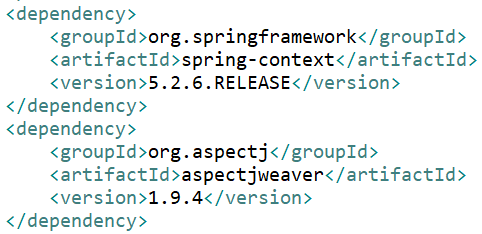 <dependency>
    <groupId>org.springframework</groupId>
    <artifactId>spring-context</artifactId>
    <version>5.2.6.RELEASE</version>
</dependency>
<dependency>
    <groupId>org.aspectj</groupId>
    <artifactId>aspectjweaver</artifactId>
    <version>1.9.4</version>
</dependency>